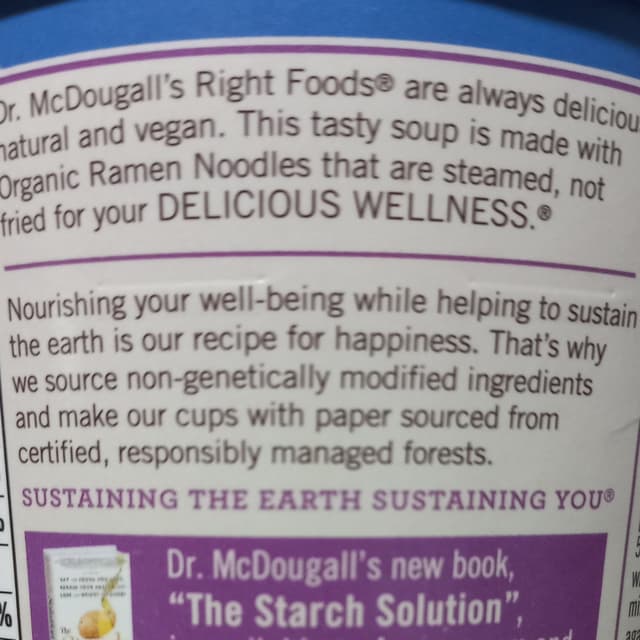 Dr. McDougall's Right Foods® are always deliciou
natural and vegan. This tasty soup is made with
Organic Ramen Noodles that are steamed, not
fried for your DELICIOUS WELLNESS.®
Nourishing your well-being while helping to sustain
the earth is our recipe for happiness. That's why
we source non-genetically modified ingredients
and make our cups with paper sourced from
certified, responsibly managed forests.
SUSTAINING THE EARTH SUSTAINING YOU®
Dr. McDougall's new book,
"The Starch Solution",
%